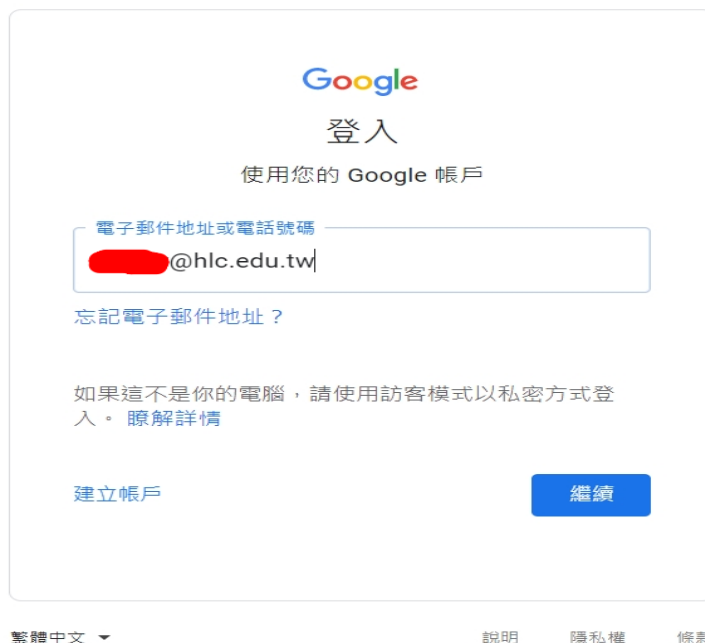 Google
登入
使用您的 Google 帳戶
電子郵件地址或電話號碼
@hlc.edu.tw
忘記電子郵件地址？
如果這不是你的電腦，請使用訪客模式以私密方式登
入。 瞭解詳情
建立帳戶
繼續
繁體中文
說明 隱私權 條款